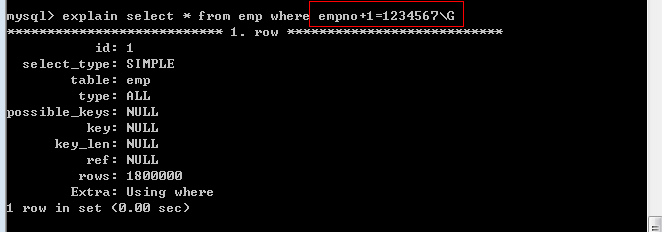 mysql> explain select * from emp where empno+1=1234567\G
*************************** 1. row ***************************
           id: 1
  select_type: SIMPLE
        table: emp
         type: ALL
possible_keys: NULL
          key: NULL
      key_len: NULL
          ref: NULL
         rows: 1800000
        Extra: Using where
1 row in set (0.00 sec)